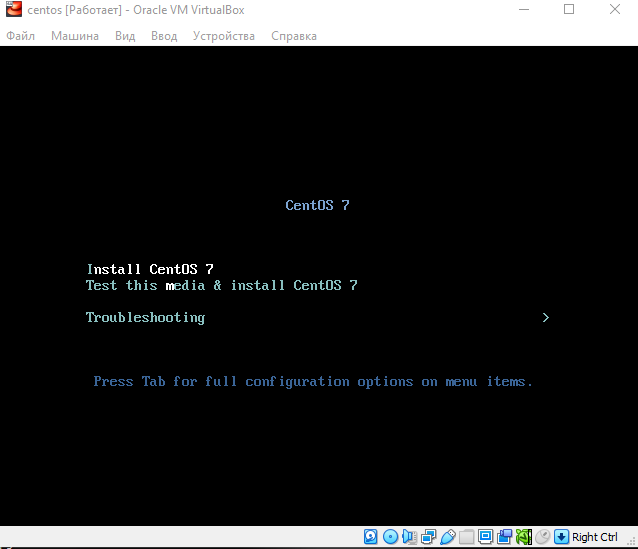 centos [Работает] - Oracle VM VirtualBox
Файл Машина Вид Ввод Устройства Справка
CentOS 7
Install CentOS 7
Test this media & install CentOS 7
Troubleshooting >
Press Tab for full configuration options on menu items.
Right Ctrl